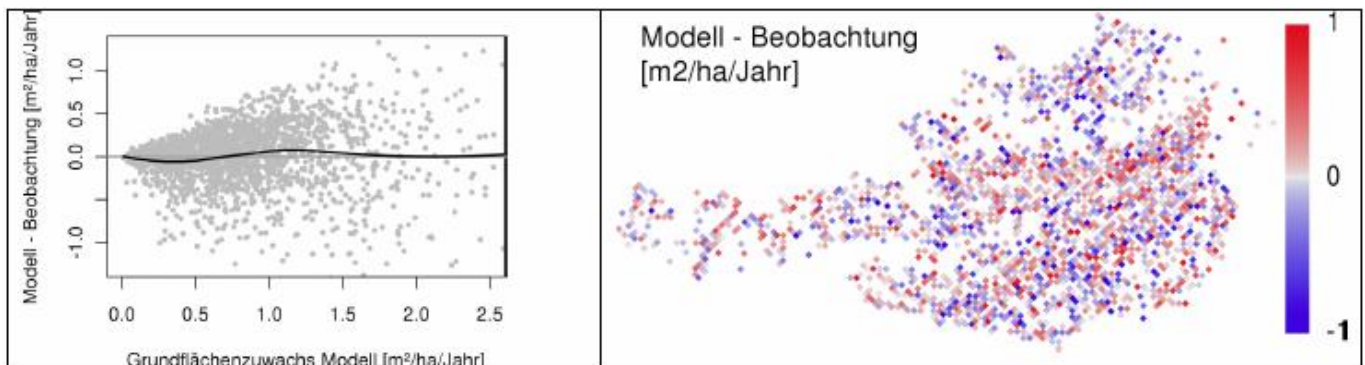 Modell - Beobachtung [m²/ha/Jahr]
1.0
0.5
0.0
-1.0
0.0 0.5 1.0 1.5 2.0 2.5
Grundflächenzuwachs Modell [m²/ha/Jahr]
Modell - Beobachtung
[m2/ha/Jahr]
1
0
-1